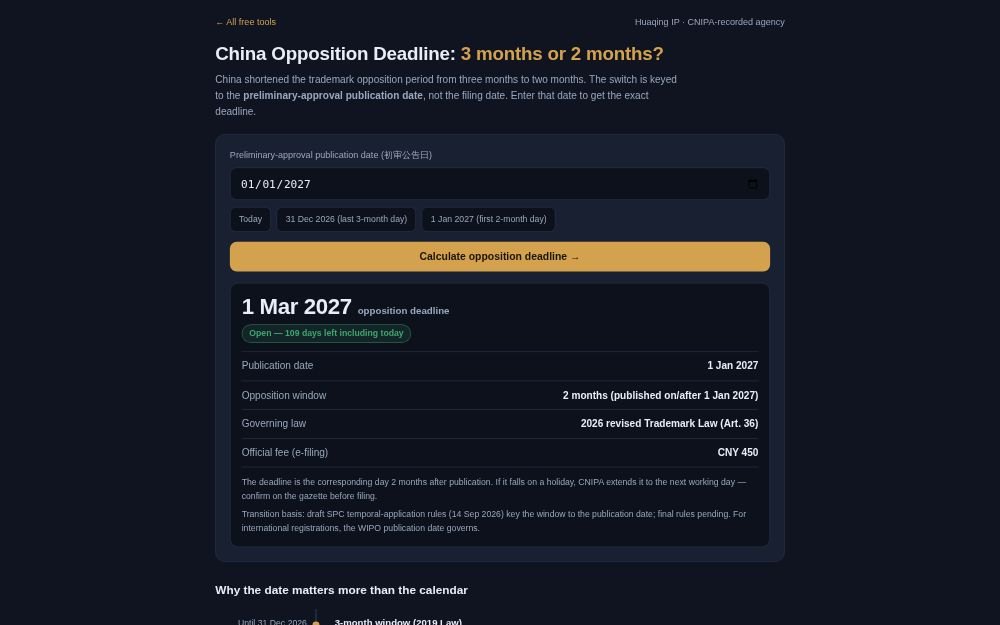 ← All free tools
Huaqing IP · CNIPA-recorded agency
China Opposition Deadline: 3 months or 2 months?
China shortened the trademark opposition period from three months to two months. The switch is keyed
to the preliminary-approval publication date, not the filing date. Enter that date to get the exact
deadline.
Preliminary-approval publication date (初审公告日)
01/01/2027
Today
31 Dec 2026 (last 3-month day)
1 Jan 2027 (first 2-month day)
Calculate opposition deadline →
1 Mar 2027 opposition deadline
Open — 109 days left including today
Publication date
1 Jan 2027
Opposition window
2 months (published on/after 1 Jan 2027)
Governing law
2026 revised Trademark Law (Art. 36)
Official fee (e-filing)
CNY 450
The deadline is the corresponding day 2 months after publication. If it falls on a holiday, CNIPA extends it to the next working day —
confirm on the gazette before filing.
Transition basis: draft SPC temporal-application rules (14 Sep 2026) key the window to the publication date; final rules pending. For
international registrations, the WIPO publication date governs.
Why the date matters more than the calendar
Until 31 Dec 2026
3-month window (2019 Law)